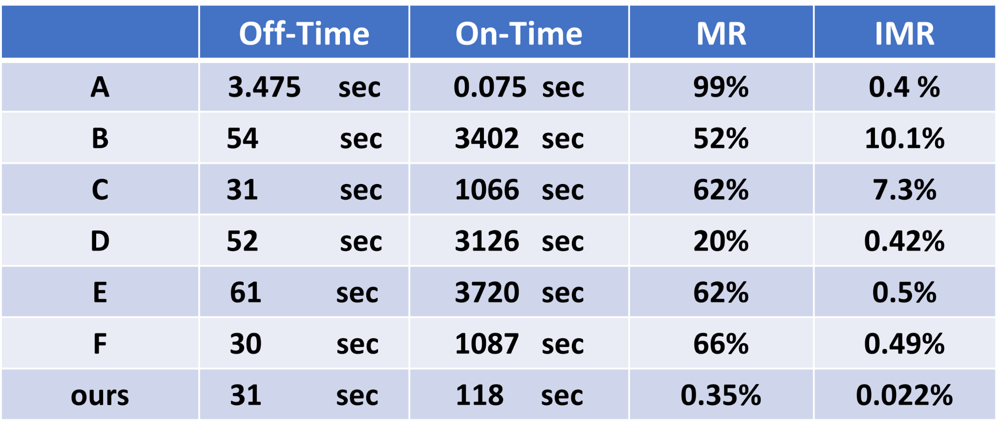 Off-Time On-Time MR IMR
A 3.475 sec 0.075 sec 99% 0.4 %
B 54 sec 3402 sec 52% 10.1%
C 31 sec 1066 sec 62% 7.3%
D 52 sec 3126 sec 20% 0.42%
E 61 sec 3720 sec 62% 0.5%
F 30 sec 1087 sec 66% 0.49%
ours 31 sec 118 sec 0.35% 0.022%